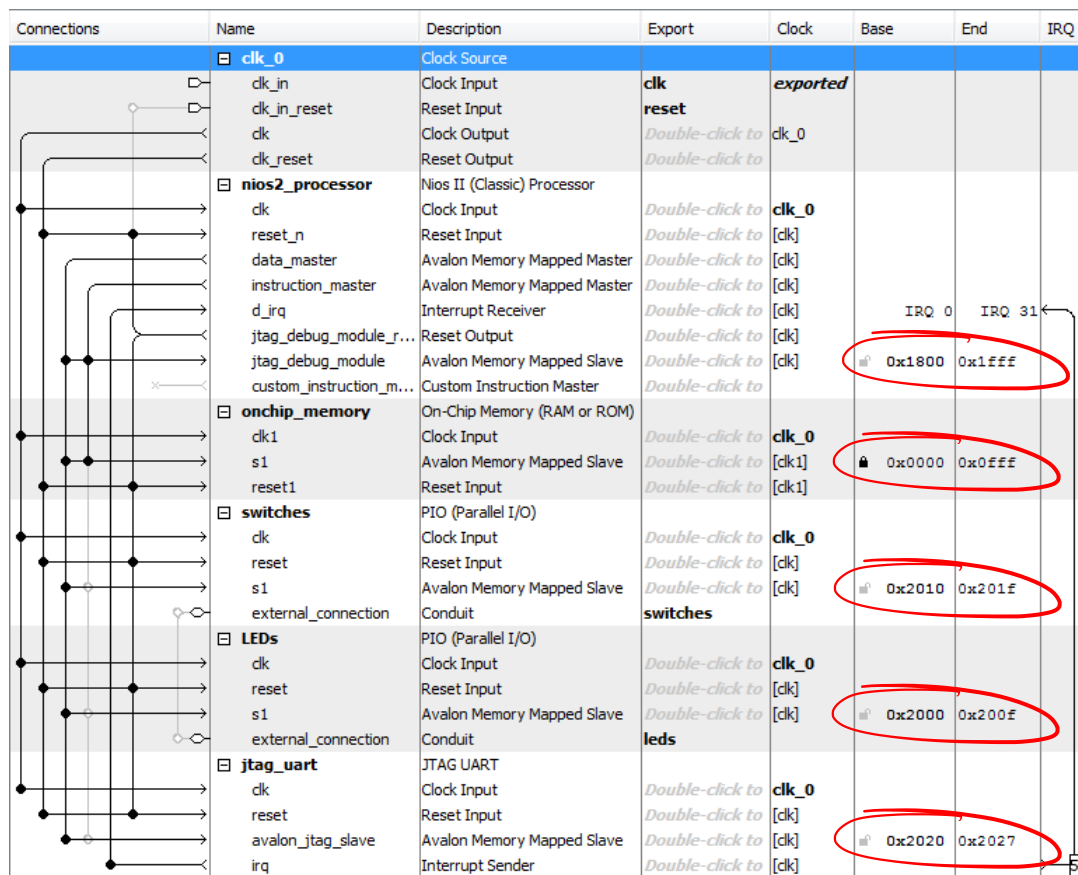 Connections Name Description Export Clock Base End IRQ
clk_0 Clock Source
clk_in Clock Input clk exported
clk_in_reset Reset Input reset
clk Clock Output Double-click to clk_0
clk_reset Reset Output Double-click to
nios2_processor Nios II (Classic) Processor
clk Clock Input Double-click to clk_0
reset_n Reset Input Double-click to [clk]
data_master Avalon Memory Mapped Master Double-click to [clk]
instruction_master Avalon Memory Mapped Master Double-click to [clk]
d_irq Interrupt Receiver Double-click to [clk] IRQ 0 IRQ 31
jtag_debug_module_r... Reset Output Double-click to [clk]
jtag_debug_module Avalon Memory Mapped Slave Double-click to [clk] 0x1800 0x1fff
custom_instruction_m... Custom Instruction Master Double-click to
onchip_memory On-Chip Memory (RAM or ROM)
clk1 Clock Input Double-click to clk_0
s1 Avalon Memory Mapped Slave Double-click to [clk1] 0x0000 0x0fff
reset1 Reset Input Double-click to [clk1]
switches PIO (Parallel I/O)
clk Clock Input Double-click to clk_0
reset Reset Input Double-click to [clk]
s1 Avalon Memory Mapped Slave Double-click to [clk] 0x2010 0x201f
external_connection Conduit switches
LEDs PIO (Parallel I/O)
clk Clock Input Double-click to clk_0
reset Reset Input Double-click to [clk]
s1 Avalon Memory Mapped Slave Double-click to [clk] 0x2000 0x200f
external_connection Conduit leds
jtag_uart JTAG UART
clk Clock Input Double-click to clk_0
reset Reset Input Double-click to [clk]
avalon_jtag_slave Avalon Memory Mapped Slave Double-click to [clk] 0x2020 0x2027
irq Interrupt Sender Double-click to [clk] 5